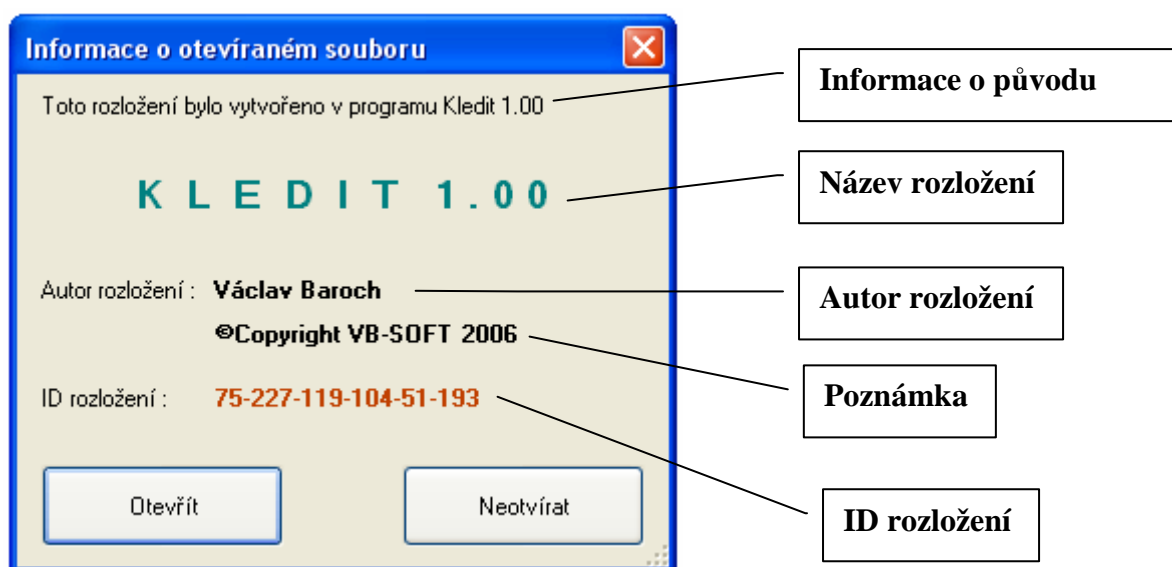 Informace o otevíraném souboru
Toto rozložení bylo vytvořeno v programu Kledit 1.00
Informace o původu
K L E D I T 1 . 0 0
Název rozložení
Autor rozložení : Václav Baroch
Autor rozložení
©Copyright VB-SOFT 2006
Poznámka
ID rozložení : 75-227-119-104-51-193
Otevřít
Neotvírat
ID rozložení